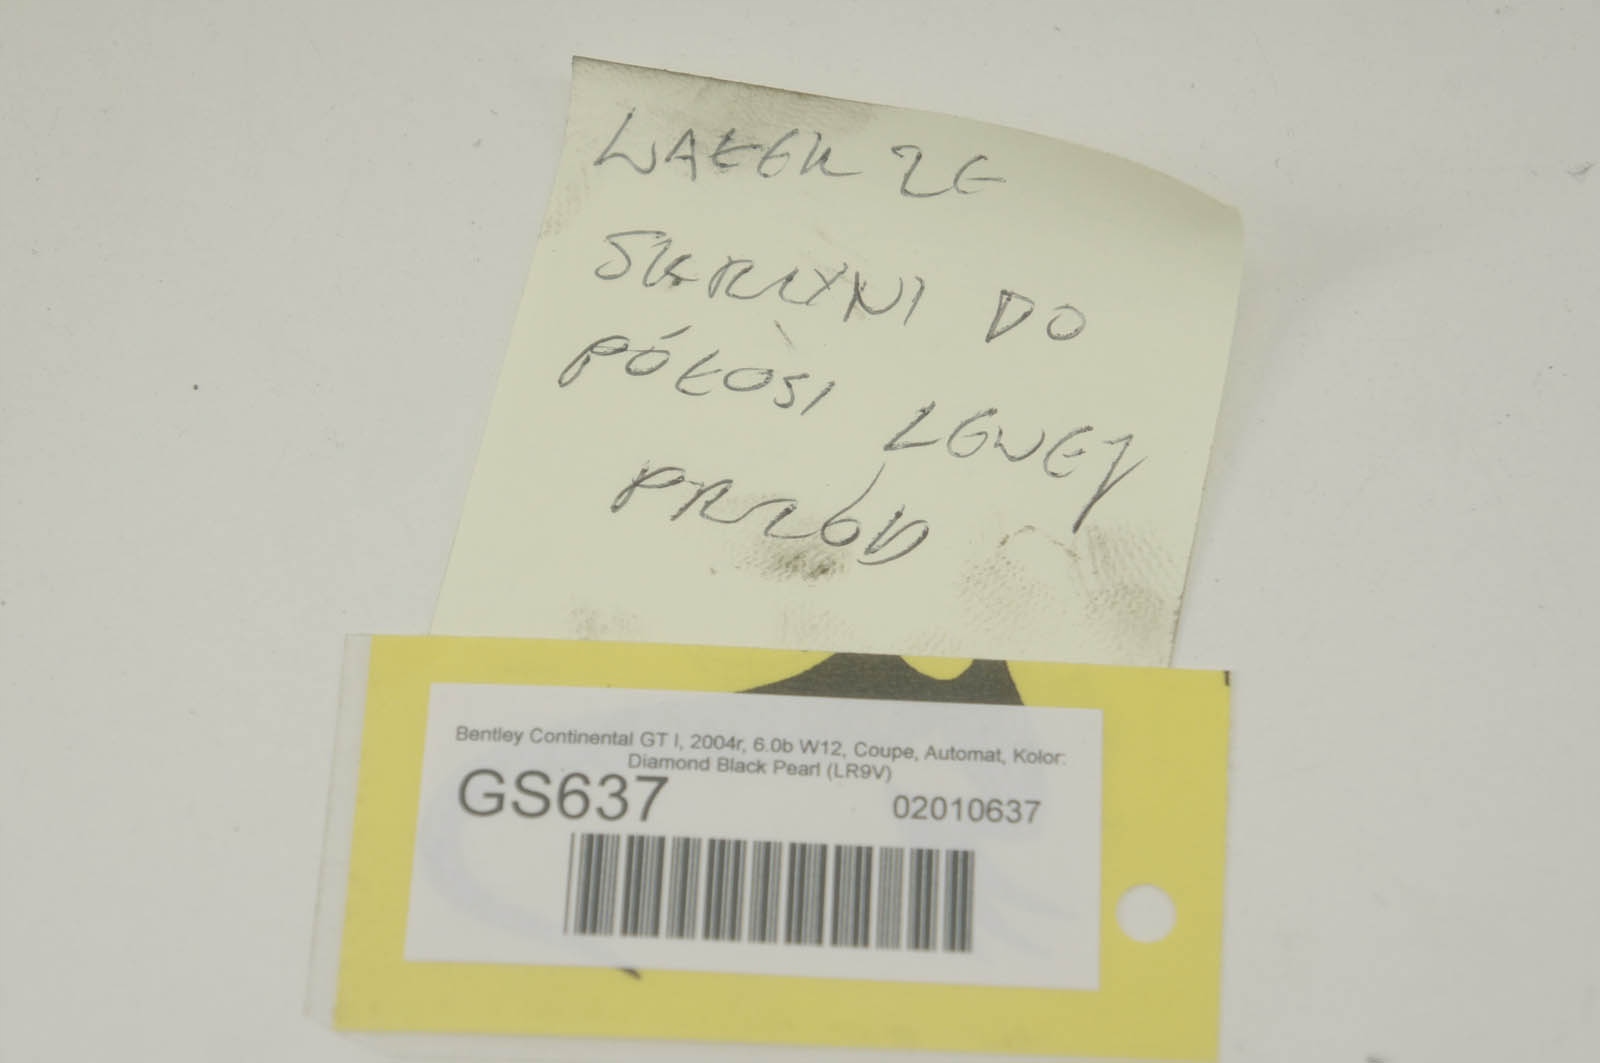 WAŁEK ZE
SKRZYNI DO
PÓŁOSI LEWEJ
PRZÓD
Bentley Continental GT I, 2004r, 6.0b W12, Coupe, Automat, Kolor:
Diamond Black Pearl (LR9V)
GS637 02010637